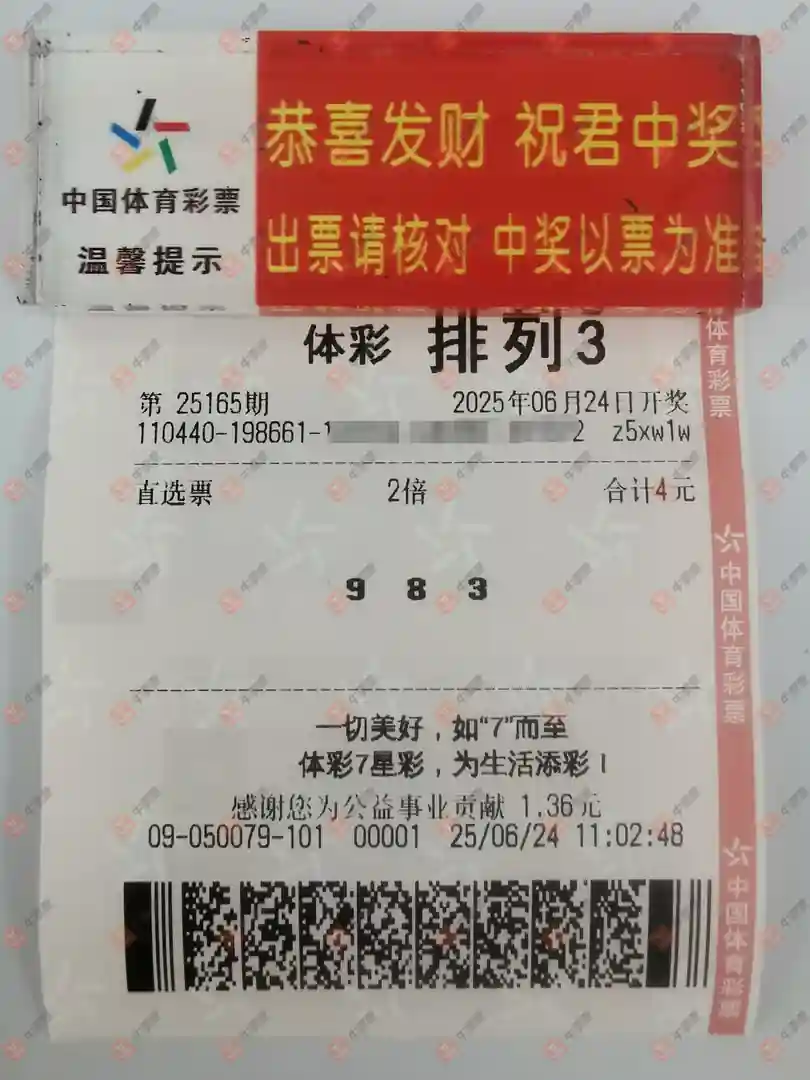 中国体育彩票
温馨提示
恭喜发财 祝君中奖
出票请核对 中奖以票为准
体彩 排列3
第 25165期 2025年06月24日开奖
110440-198661-1 2 z5xw1w
直选票 2倍 合计4元
9 8 3
一切美好，如“7”而至
体彩7星彩，为生活添彩！
感谢您为公益事业贡献 1.36元
09-050079-101 00001 25/06/24 11:02:48
体育彩票
中国体育彩票
中国体育彩票